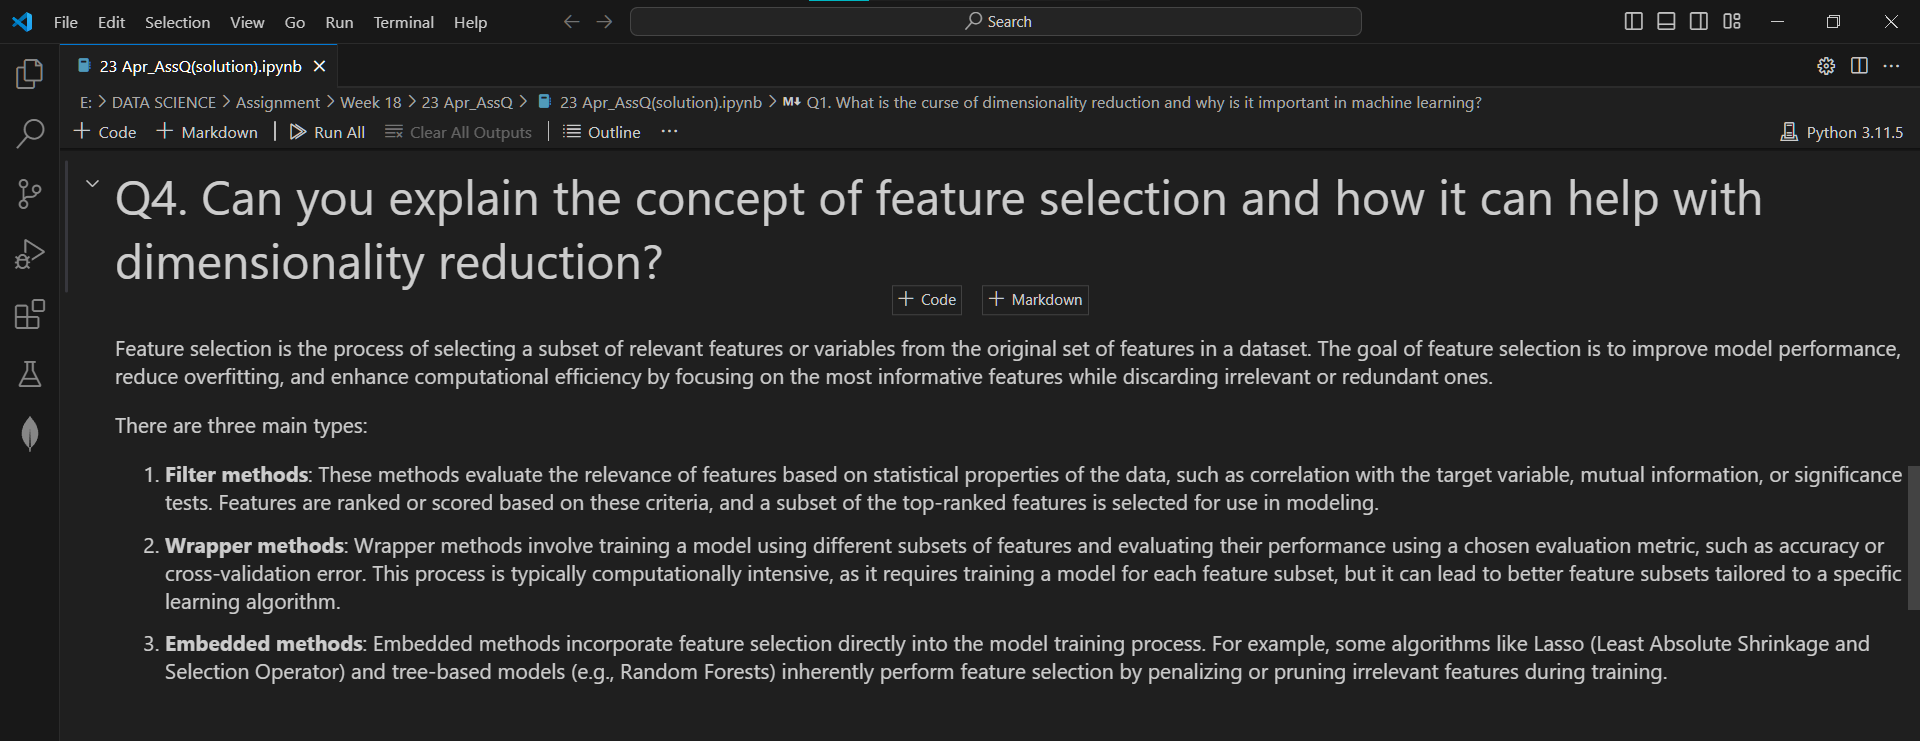 File Edit Selection View Go Run Terminal Help Search
23 Apr_AssQ(solution).ipynb
E: > DATA SCIENCE > Assignment > Week 18 > 23 Apr_AssQ > 23 Apr_AssQ(solution).ipynb > M↓ Q1. What is the curse of dimensionality reduction and why is it important in machine learning?
+ Code + Markdown Run All Clear All Outputs Outline ... Python 3.11.5
Q4. Can you explain the concept of feature selection and how it can help with
dimensionality reduction?
+ Code + Markdown
Feature selection is the process of selecting a subset of relevant features or variables from the original set of features in a dataset. The goal of feature selection is to improve model performance,
reduce overfitting, and enhance computational efficiency by focusing on the most informative features while discarding irrelevant or redundant ones.
There are three main types:
1. Filter methods: These methods evaluate the relevance of features based on statistical properties of the data, such as correlation with the target variable, mutual information, or significance
tests. Features are ranked or scored based on these criteria, and a subset of the top-ranked features is selected for use in modeling.
2. Wrapper methods: Wrapper methods involve training a model using different subsets of features and evaluating their performance using a chosen evaluation metric, such as accuracy or
cross-validation error. This process is typically computationally intensive, as it requires training a model for each feature subset, but it can lead to better feature subsets tailored to a specific
learning algorithm.
3. Embedded methods: Embedded methods incorporate feature selection directly into the model training process. For example, some algorithms like Lasso (Least Absolute Shrinkage and
Selection Operator) and tree-based models (e.g., Random Forests) inherently perform feature selection by penalizing or pruning irrelevant features during training.